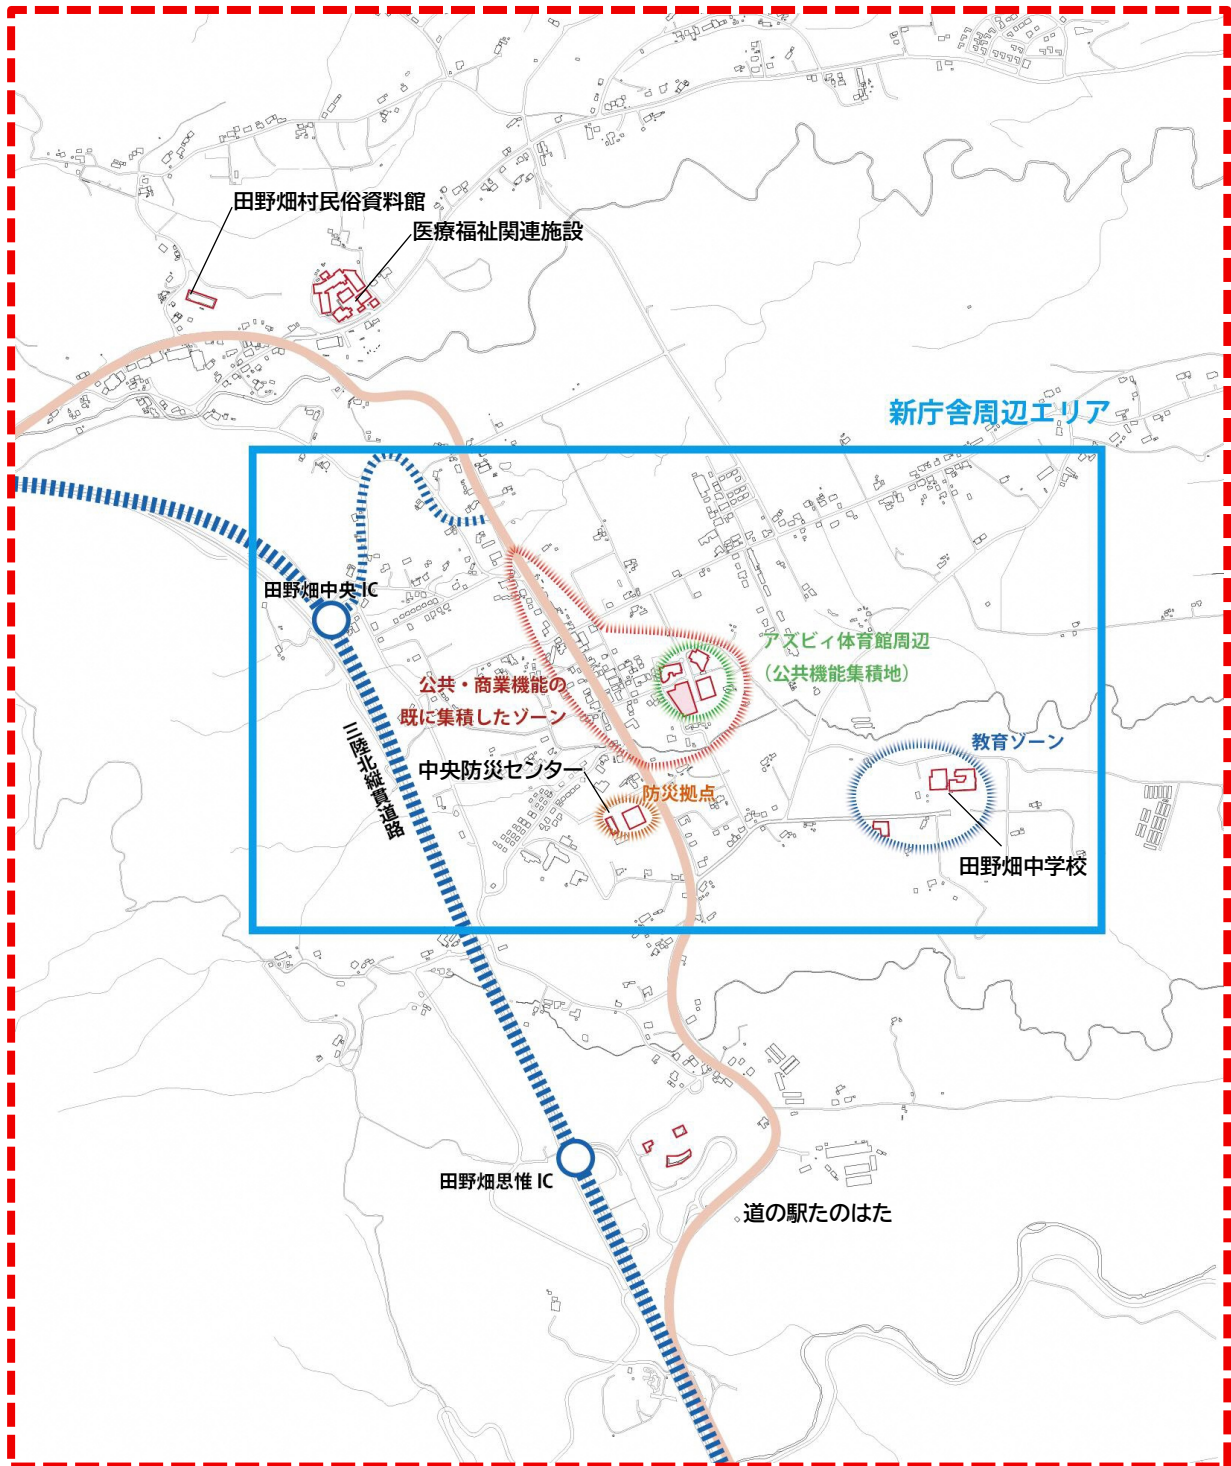 田野畑村民俗資料館
医療福祉関連施設
新庁舎周辺エリア
田野畑中央 IC
アズビィ体育館周辺
（公共機能集積地）
公共・商業機能の
既に集積したゾーン
三陸北縦貫道路
教育ゾーン
中央防災センター
防災拠点
田野畑中学校
田野畑思惟 IC
道の駅たのはた